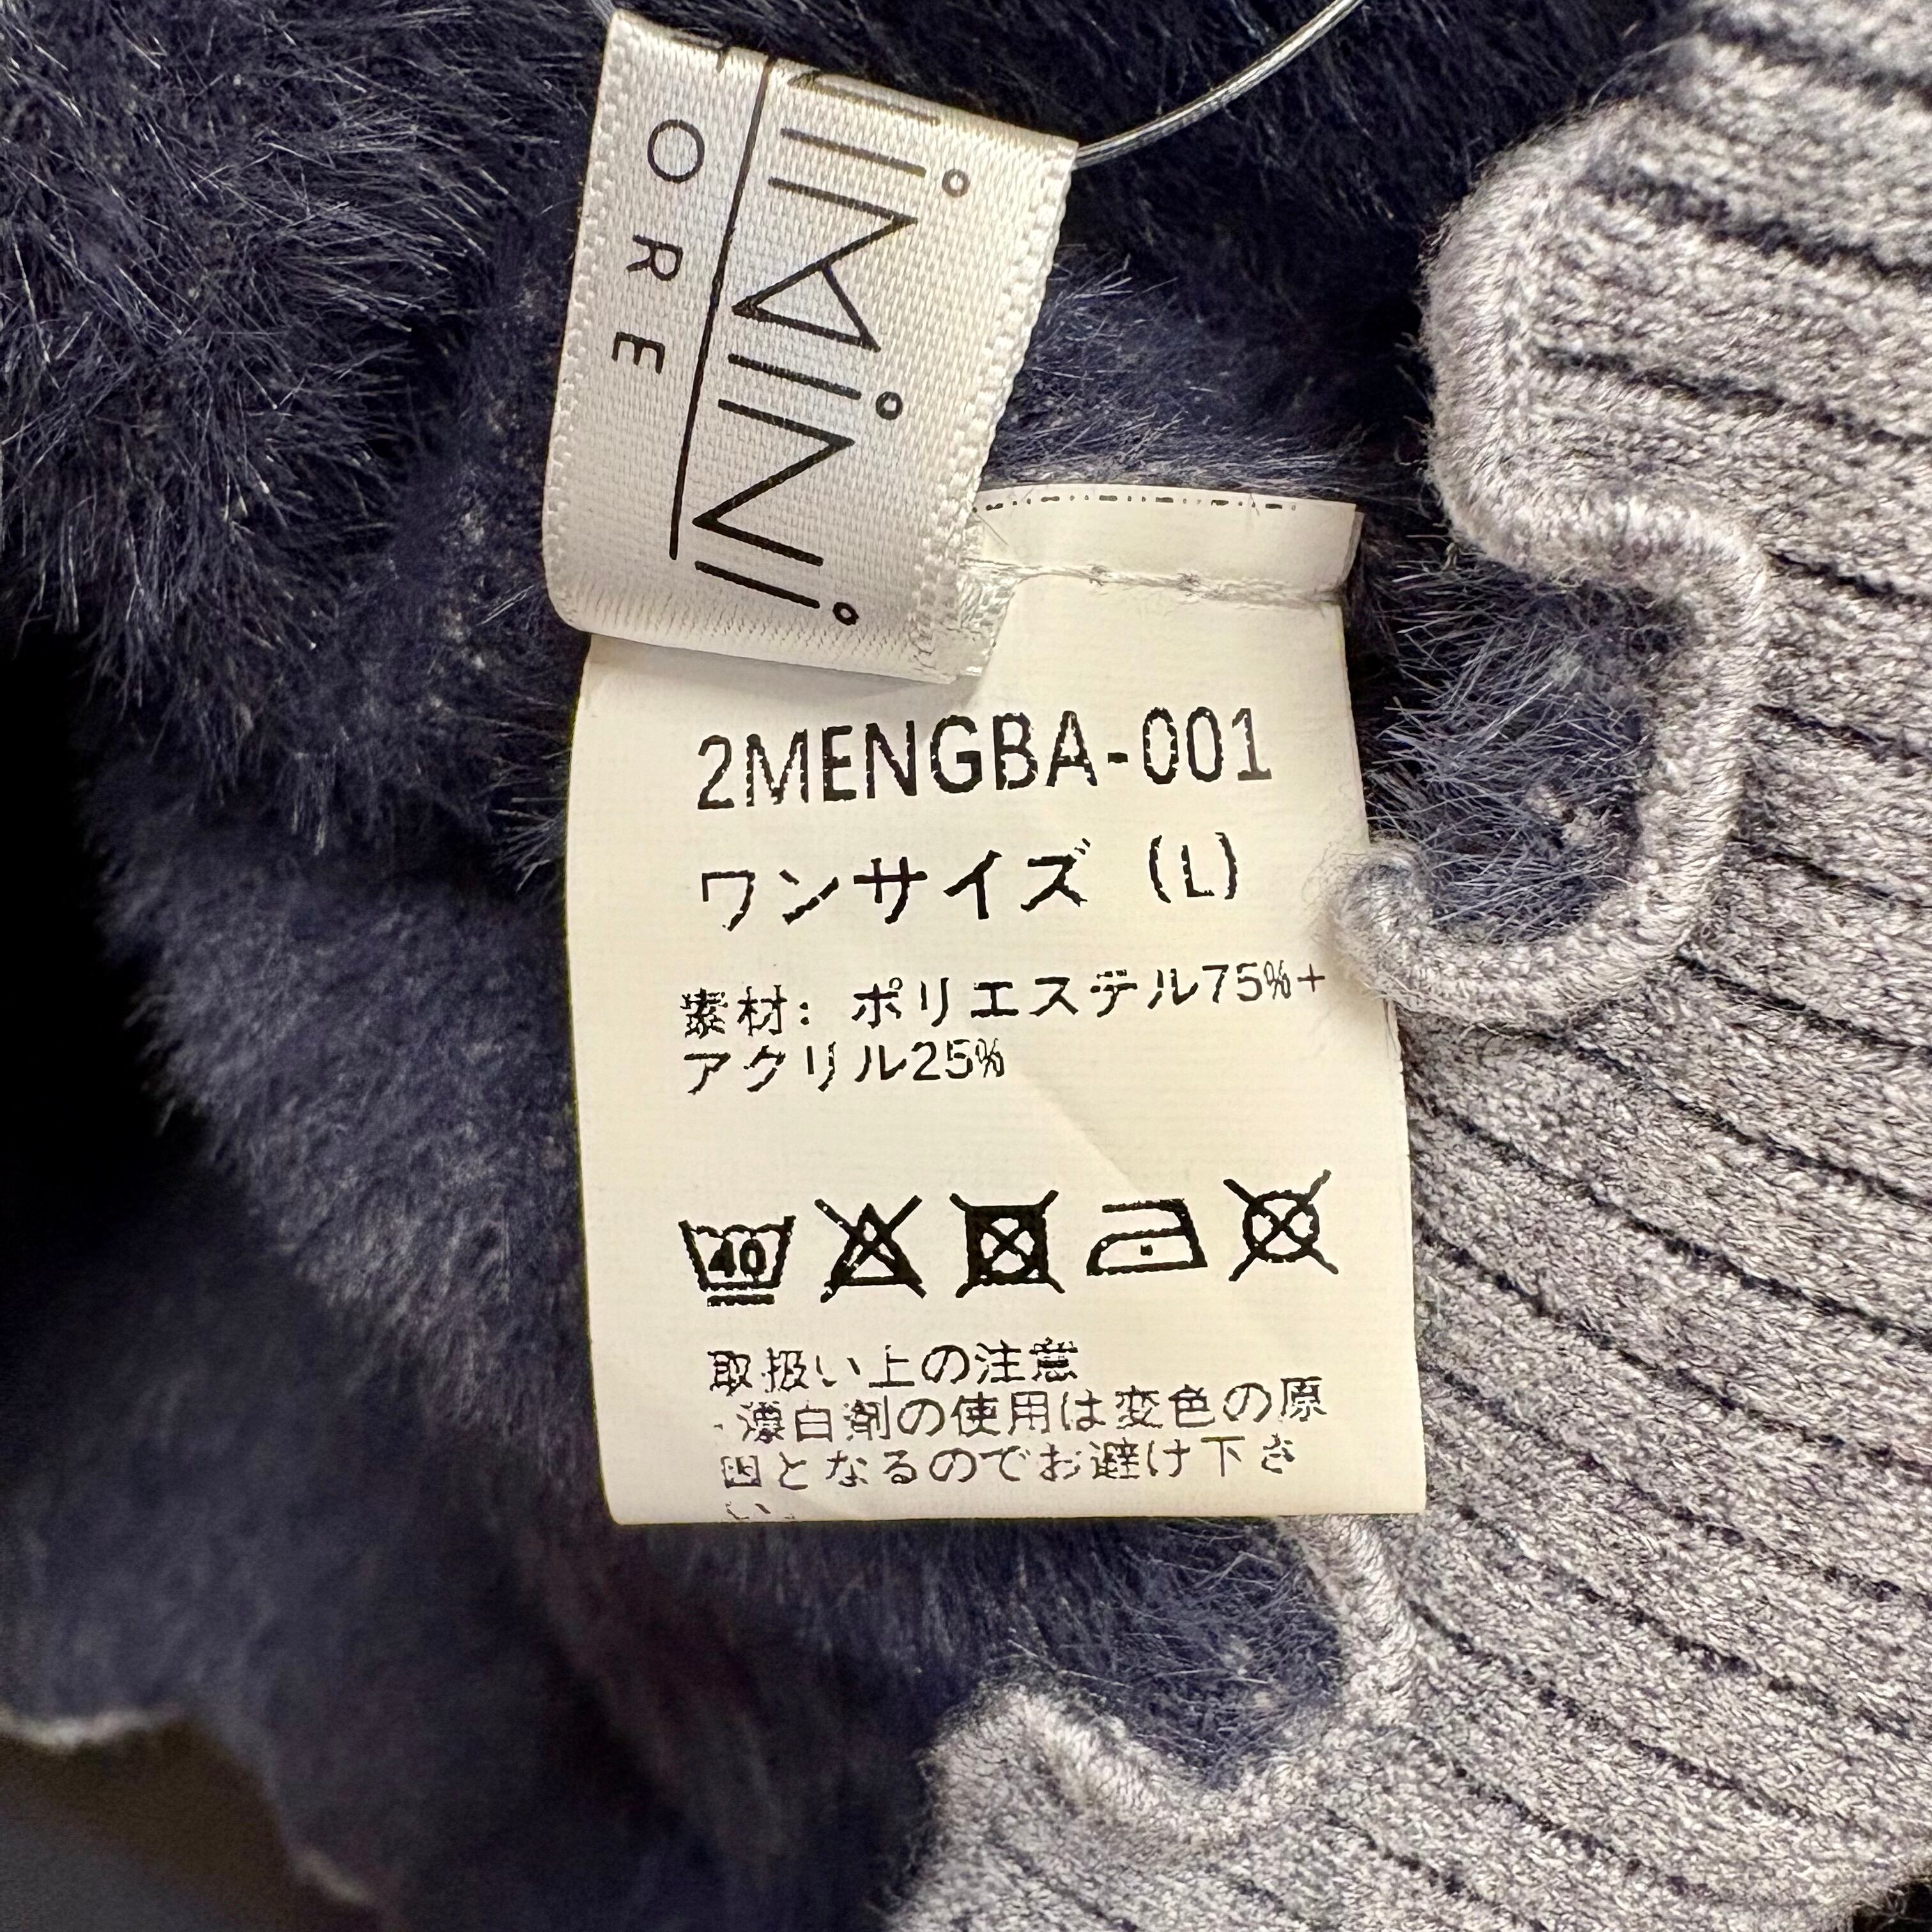 iMiNi
ORE
2MENGBA-001
ワンサイズ (L)
素材: ポリエステル75%+
アクリル25%
40
取扱い上の注意
・漂白剤の使用は変色の原
因となるのでお避け下さ
い。